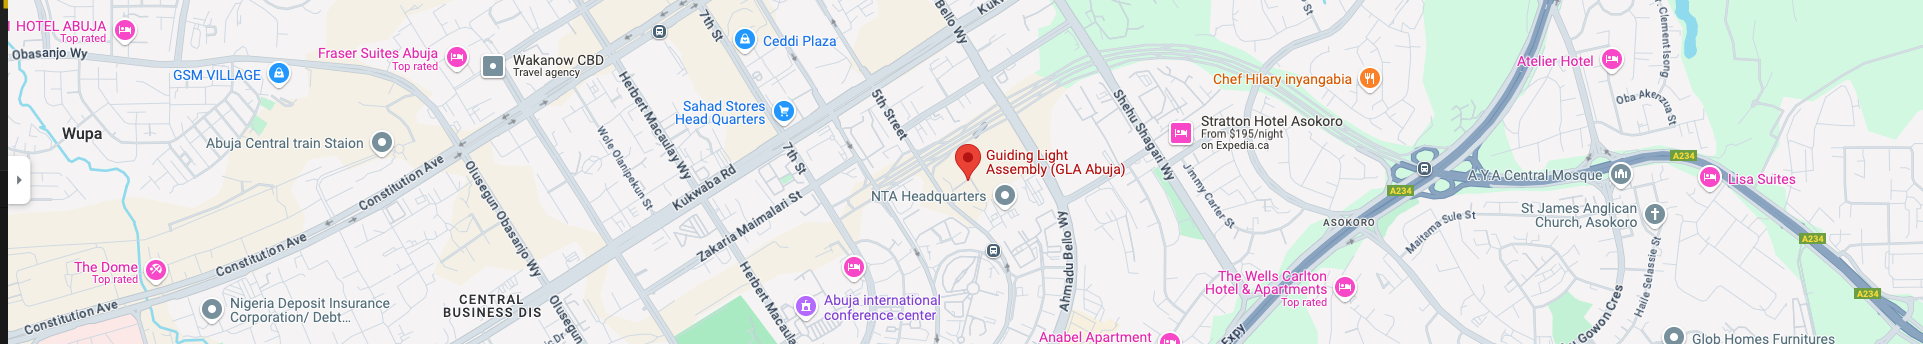 HOTEL ABUJA
Top rated
Obasanjo Wy
GSM VILLAGE
Fraser Suites Abuja
Top rated
Wakanow CBD
Travel agency
7th St
Ceddi Plaza
Bello Wy
Shehu Shagari Wy
Chef Hilary inyangabia
Atelier Hotel
Clement Isong
Oba Akenzua St
Herbert Macaulay Wy
Sahad Stores
Head Quarters
5th Street
Stratton Hotel Asokoro
From $195/night
on Expedia.ca
Wupa
Abuja Central train Staion
Constitution Ave
Wole Olanipekun St
7th St
Kukwaba Rd
Guiding Light
Assembly (GLA Abuja)
NTA Headquarters
Jimmy Carter St
A234
A234
A.Y.A Central Mosque
Lisa Suites
Olusegun Obasanjo Wy
Zakaria Maimalari St
ASOKORO
Maitema Sule St
St James Anglican
Church, Asokoro
A234
Constitution Ave
The Dome
Top rated
Ahmadu Bello Wy
Haile Selassie St
The Wells Carlton
Hotel & Apartments
Top rated
A234
Nigeria Deposit Insurance
Corporation/ Debt...
CENTRAL
BUSINESS DIS
Olusegun
Herbert Macaula
Abuja international
conference center
Constitution Ave
Anabel Apartment
Expy
Gowon Cres
Glob Homes Furnitures